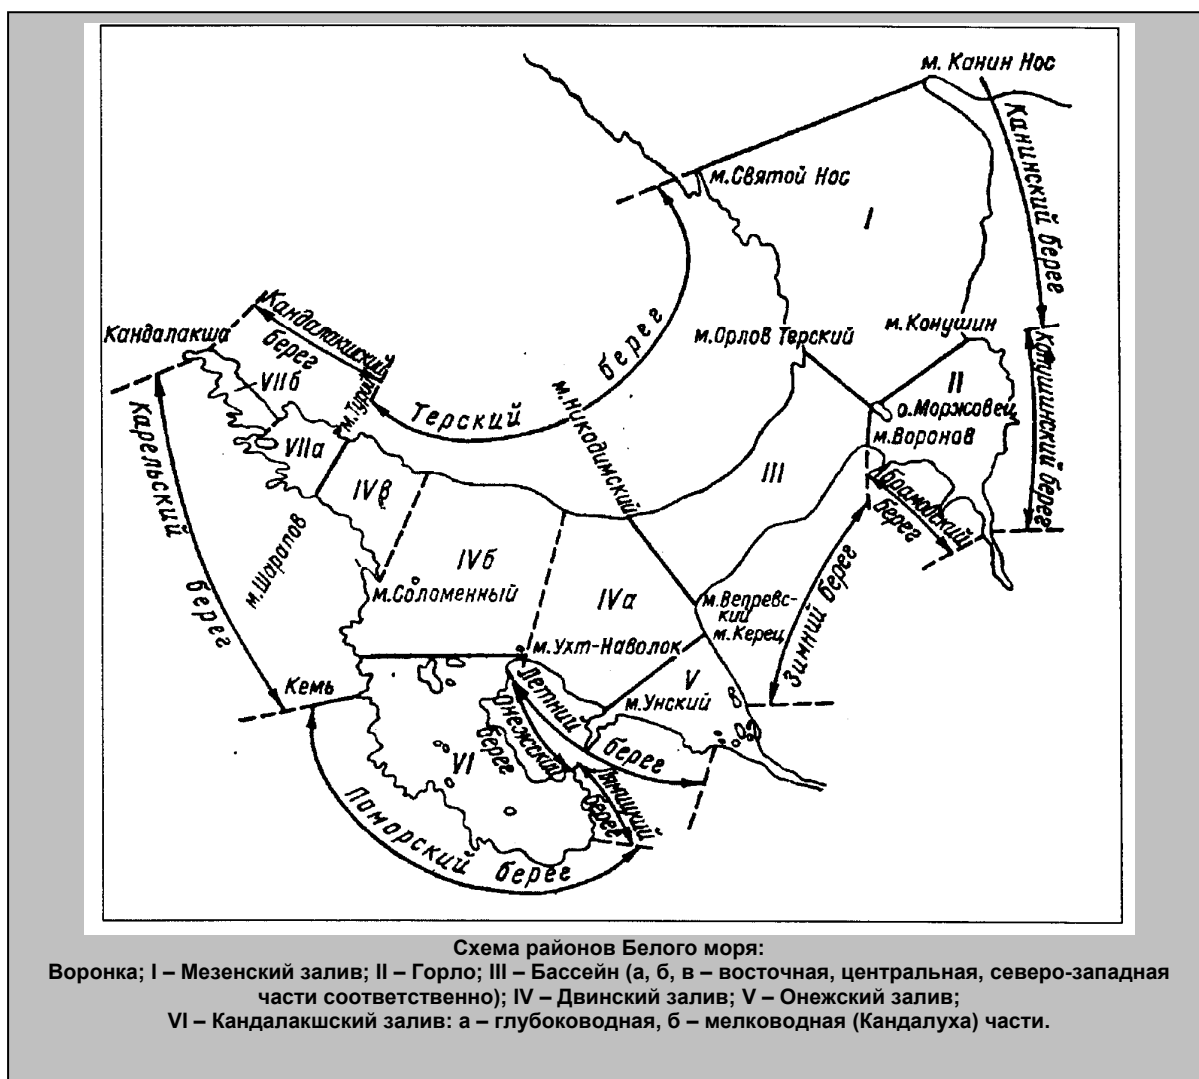 м. Канин Нос
Канинский берег
м.Святой Нос
I
Кандалакша
Кандалакшский
берег
VIIб
м.Турий
Терский берег
м.Орлов Терский
м.Конушин
II
о.Моржовец
м.Воронов
Конушинский берег
Абрамовский
берег
м.Никодимский
III
VIIа
IVв
Карельский
берег
м.Шарапов
IVб
м.Соломенный
IVа
м.Вепревс-
кий
м.Керец
Зимний берег
м.Ухт-Наволок
V
м.Унский
Кемь
Летний
берег
Онежский
берег
VI
Лямицкий
берег
Поморский берег
Схема районов Белого моря:
Воронка; I – Мезенский залив; II – Горло; III – Бассейн (а, б, в – восточная, центральная, северо-западная
части соответственно); IV – Двинский залив; V – Онежский залив;
VI – Кандалакшский залив: а – глубоководная, б – мелководная (Кандалуха) части.